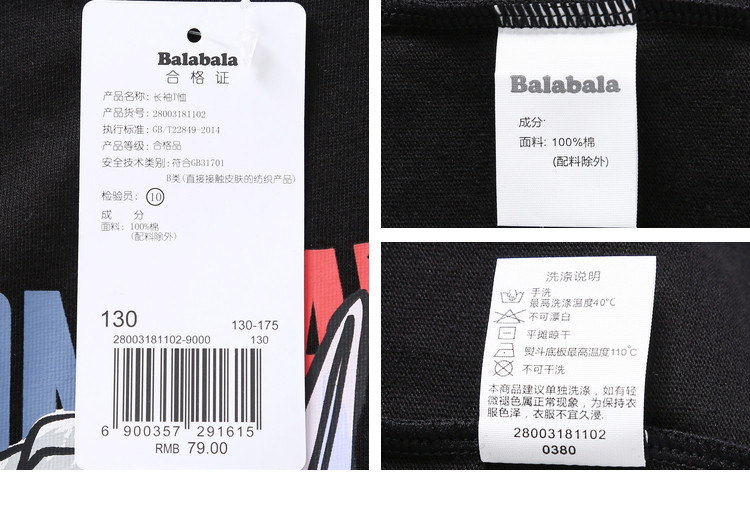 Balabala
合格证
产品名称: 长袖T恤
产品货号: 28003181102
执行标准: GB/T22849-2014
产品等级: 合格品
安全技术类别: 符合GB31701
B类(直接接触皮肤的纺织产品)
检验员: 10
成 分
面料: 100%棉
(配料除外)
130
130-175
28003181102-9000 130
6 900357 291615
RMB 79.00
Balabala
成分:
面料: 100%棉
(配料除外)
洗涤说明
手洗
最高洗涤温度40℃
不可漂白
平摊晾干
熨斗底板最高温度110℃
不可干洗
本商品建议单独洗涤, 如有轻
微褪色属正常现象, 为保持衣
服色泽, 衣服不宜久浸.
28003181102
0380